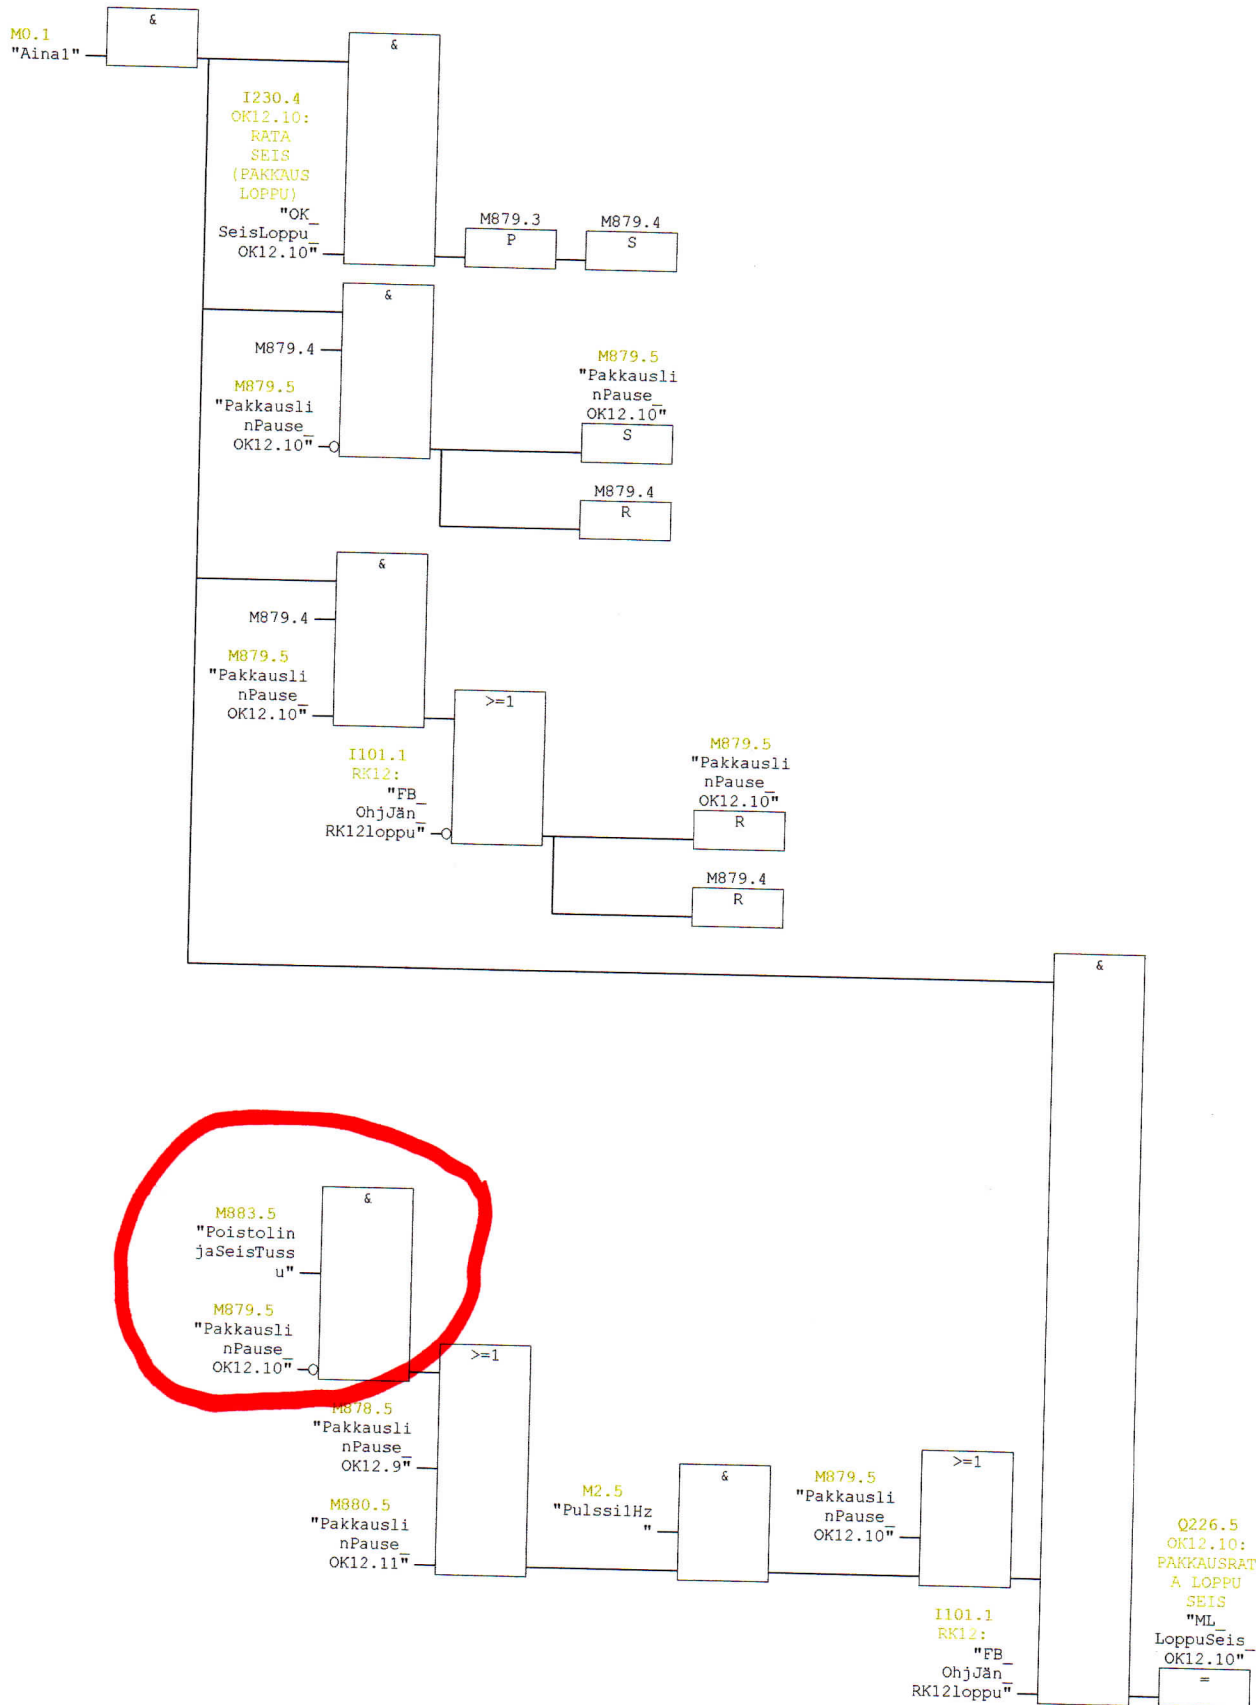 &
M0.1
"Aina1"
&
I230.4
OK12.10:
RATA
SEIS
(PAKKAUS
LOPPU)
"OK_
SeisLoppu_
OK12.10"
M879.3
P
M879.4
S
&
M879.4
M879.5
"Pakkausli
nPause_
OK12.10"
M879.5
"Pakkausli
nPause_
OK12.10"
S
M879.4
R
&
M879.4
M879.5
"Pakkausli
nPause_
OK12.10"
>=1
I101.1
RK12:
"FB_
OhjJän_
RK12loppu"
M879.5
"Pakkausli
nPause_
OK12.10"
R
M879.4
R
&
&
M883.5
"Poistolin
jaSeisTuss
u"
M879.5
"Pakkausli
nPause_
OK12.10"
>=1
M878.5
"Pakkausli
nPause_
OK12.9"
M880.5
"Pakkausli
nPause_
OK12.11"
&
M2.5
"Pulssi1Hz
"
>=1
M879.5
"Pakkausli
nPause_
OK12.10"
I101.1
RK12:
"FB_
OhjJän_
RK12loppu"
Q226.5
OK12.10:
PAKKAUSRAT
A LOPPU
SEIS
"ML_
LoppuSeis_
OK12.10"
=